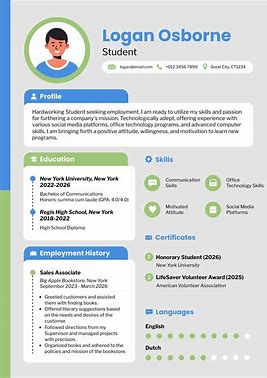 Logan Osborne
Student
logan@email.com
+012 3456 7890
Great City, CT1234
Profile
Hardworking Student seeking employment. I am ready to utilize my skills and passion
for furthering a company's mission. Technologically adept, offering experience with
various social media platforms, office technology programs, and advanced computer
skills. I am bringing forth a positive attitude, willingness, and motivation to learn new
programs.
Education
New York University, New York
2022-2026
Bachelor of Communications
Honors: summa cum laude (GPA: 4.0/4.0)
Regis High School, New York
2018-2022
High School Diploma
Employment History
Sales Associate
Big Apple Bookstore, New York
September 2023 - March 2026
Greeted customers and assisted
them with finding books.
Offered literary suggestions
based on the needs and desires
of the customer.
Followed directions from my
Supervisor and managed projects
with precision.
Organized books and adhered to the
policies and mission of the bookstore.
Skills
Communication
Skills
Office
Technology Skills
Motivated
Attitude
Social Media
Platforms
Certificates
1
Honorary Student (2026)
New York University
2
LifeSaver Volunteer Award (2025)
American Volunteer Association
Languages
English
Dutch